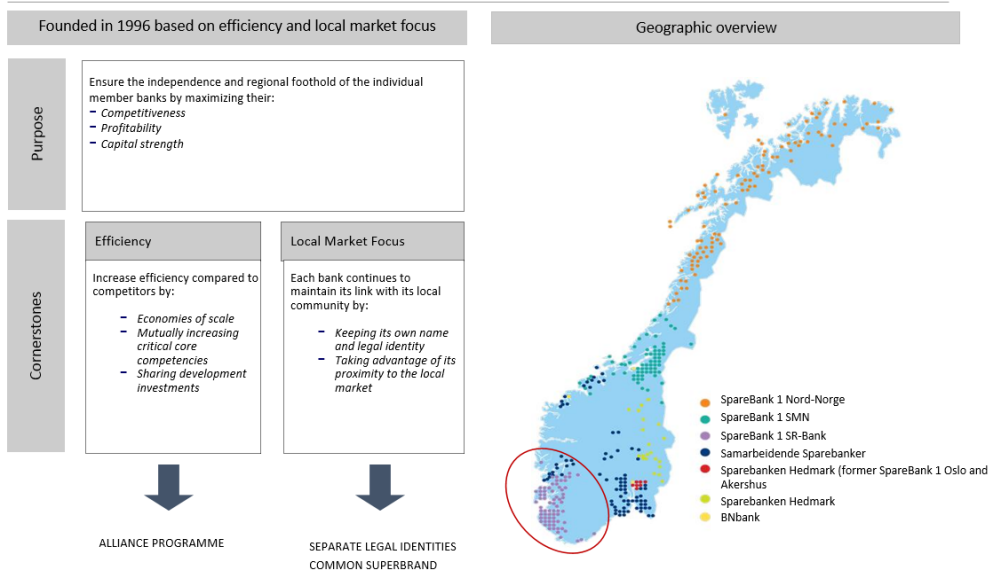 Founded in 1996 based on efficiency and local market focus
Purpose
Ensure the independence and regional foothold of the individual
member banks by maximizing their:
– Competitiveness
– Profitability
– Capital strength
Cornerstones
Efficiency
Increase efficiency compared to
competitors by:
– Economies of scale
– Mutually increasing
critical core
competencies
– Sharing development
investments
Local Market Focus
Each bank continues to
maintain its link with its local
community by:
– Keeping its own name
and legal identity
– Taking advantage of its
proximity to the local
market
ALLIANCE PROGRAMME
SEPARATE LEGAL IDENTITIES
COMMON SUPERBRAND
Geographic overview
SpareBank 1 Nord-Norge
SpareBank 1 SMN
SpareBank 1 SR-Bank
Samarbeidende Sparebanker
Sparebanken Hedmark (former SpareBank 1 Oslo and
Akershus
Sparebanken Hedmark
BNbank